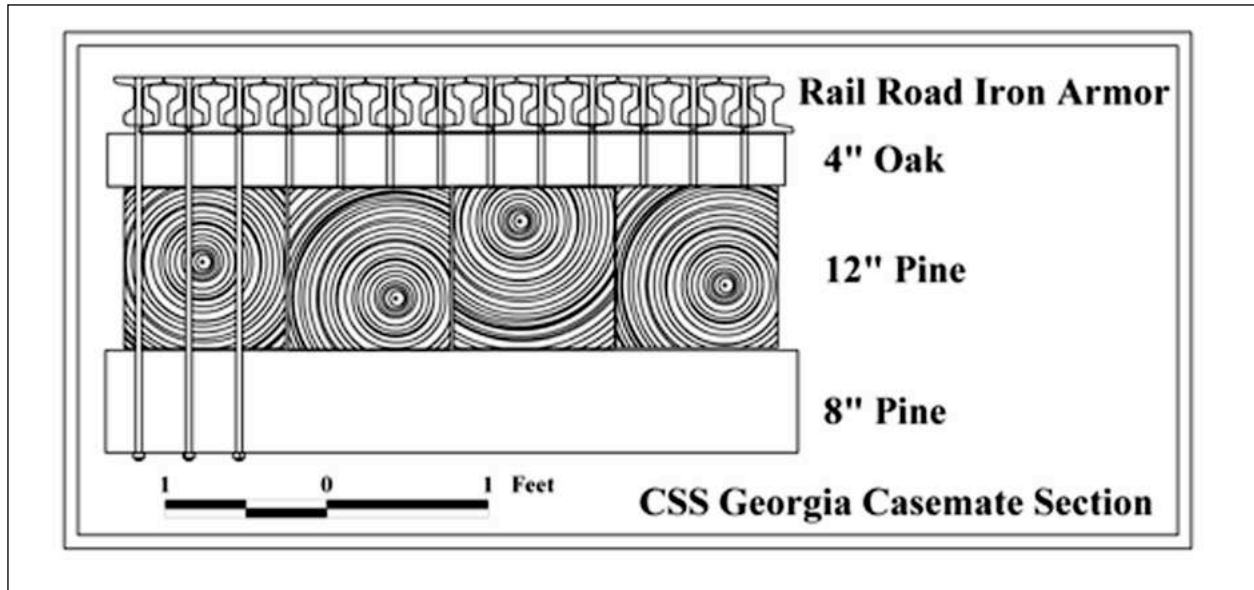 Rail Road Iron Armor
4" Oak
12" Pine
8" Pine
1 0 1 Feet
CSS Georgia Casemate Section